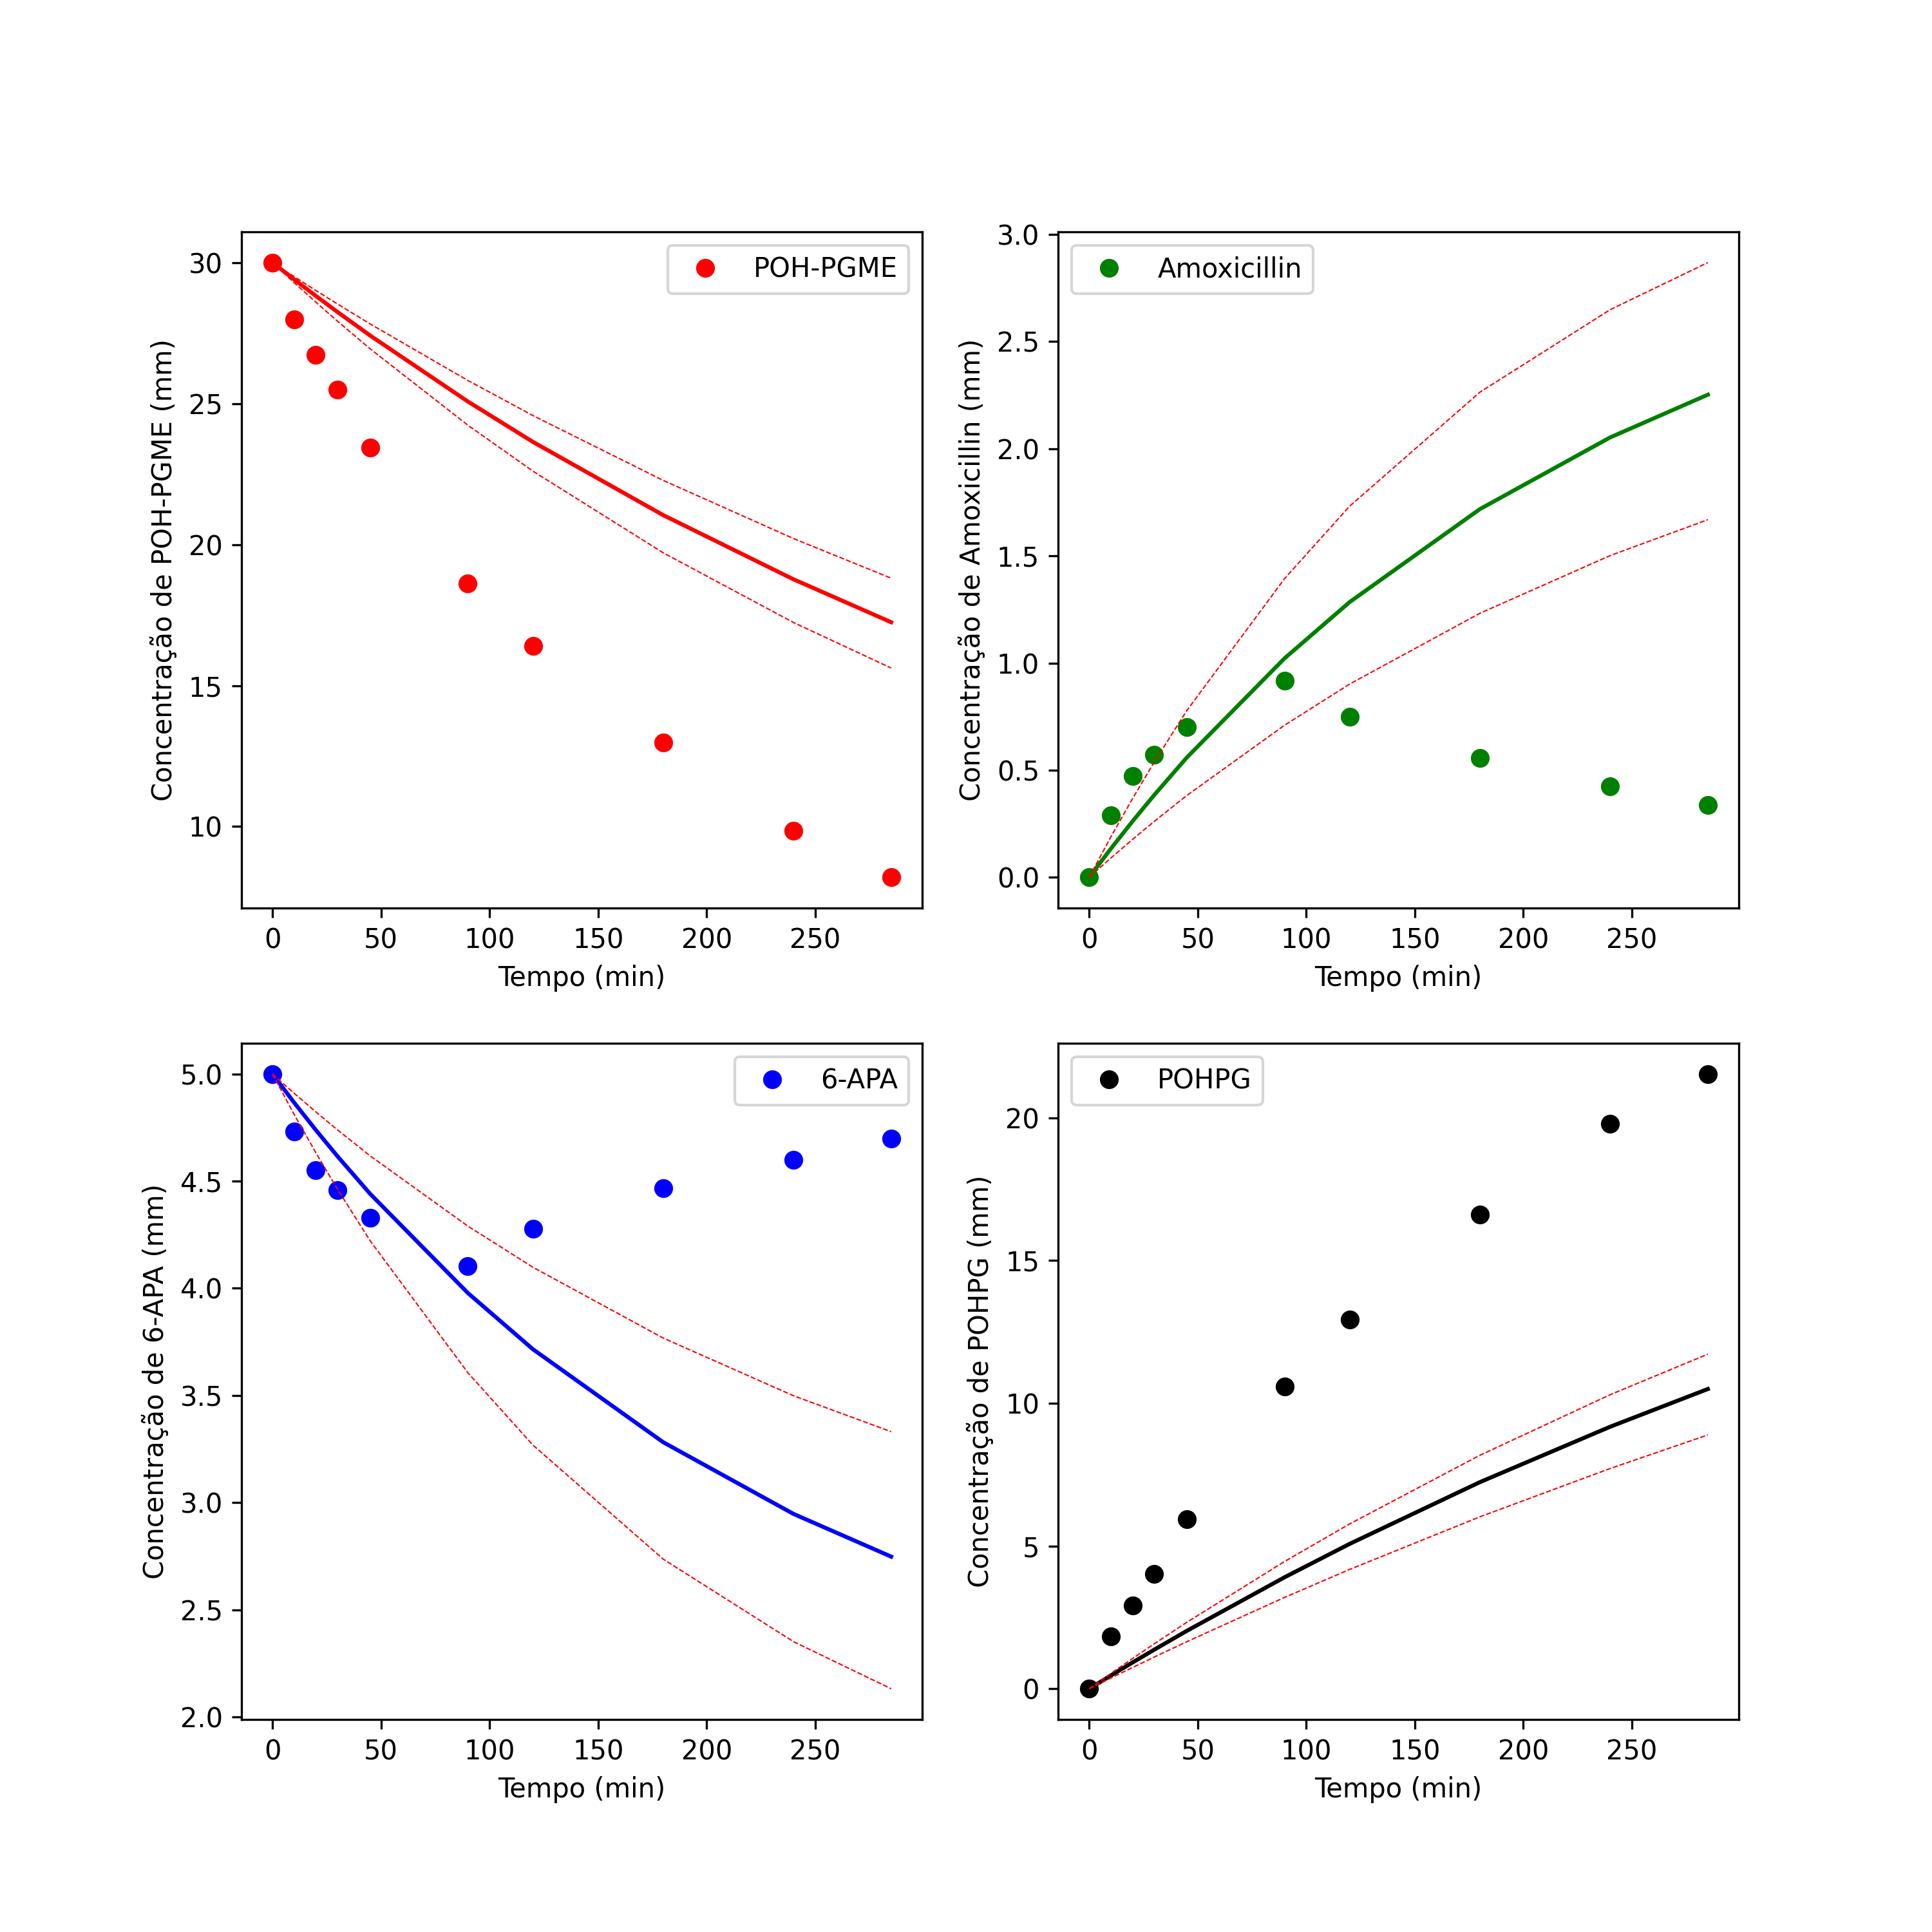 POH-PGME
Concentração de POH-PGME (mm)
30
25
20
15
10
0 50 100 150 200 250
Tempo (min)
Amoxicillin
Concentração de Amoxicillin (mm)
3.0
2.5
2.0
1.5
1.0
0.5
0.0
0 50 100 150 200 250
Tempo (min)
6-APA
Concentração de 6-APA (mm)
5.0
4.5
4.0
3.5
3.0
2.5
2.0
0 50 100 150 200 250
Tempo (min)
POHPG
Concentração de POHPG (mm)
20
15
10
5
0
0 50 100 150 200 250
Tempo (min)